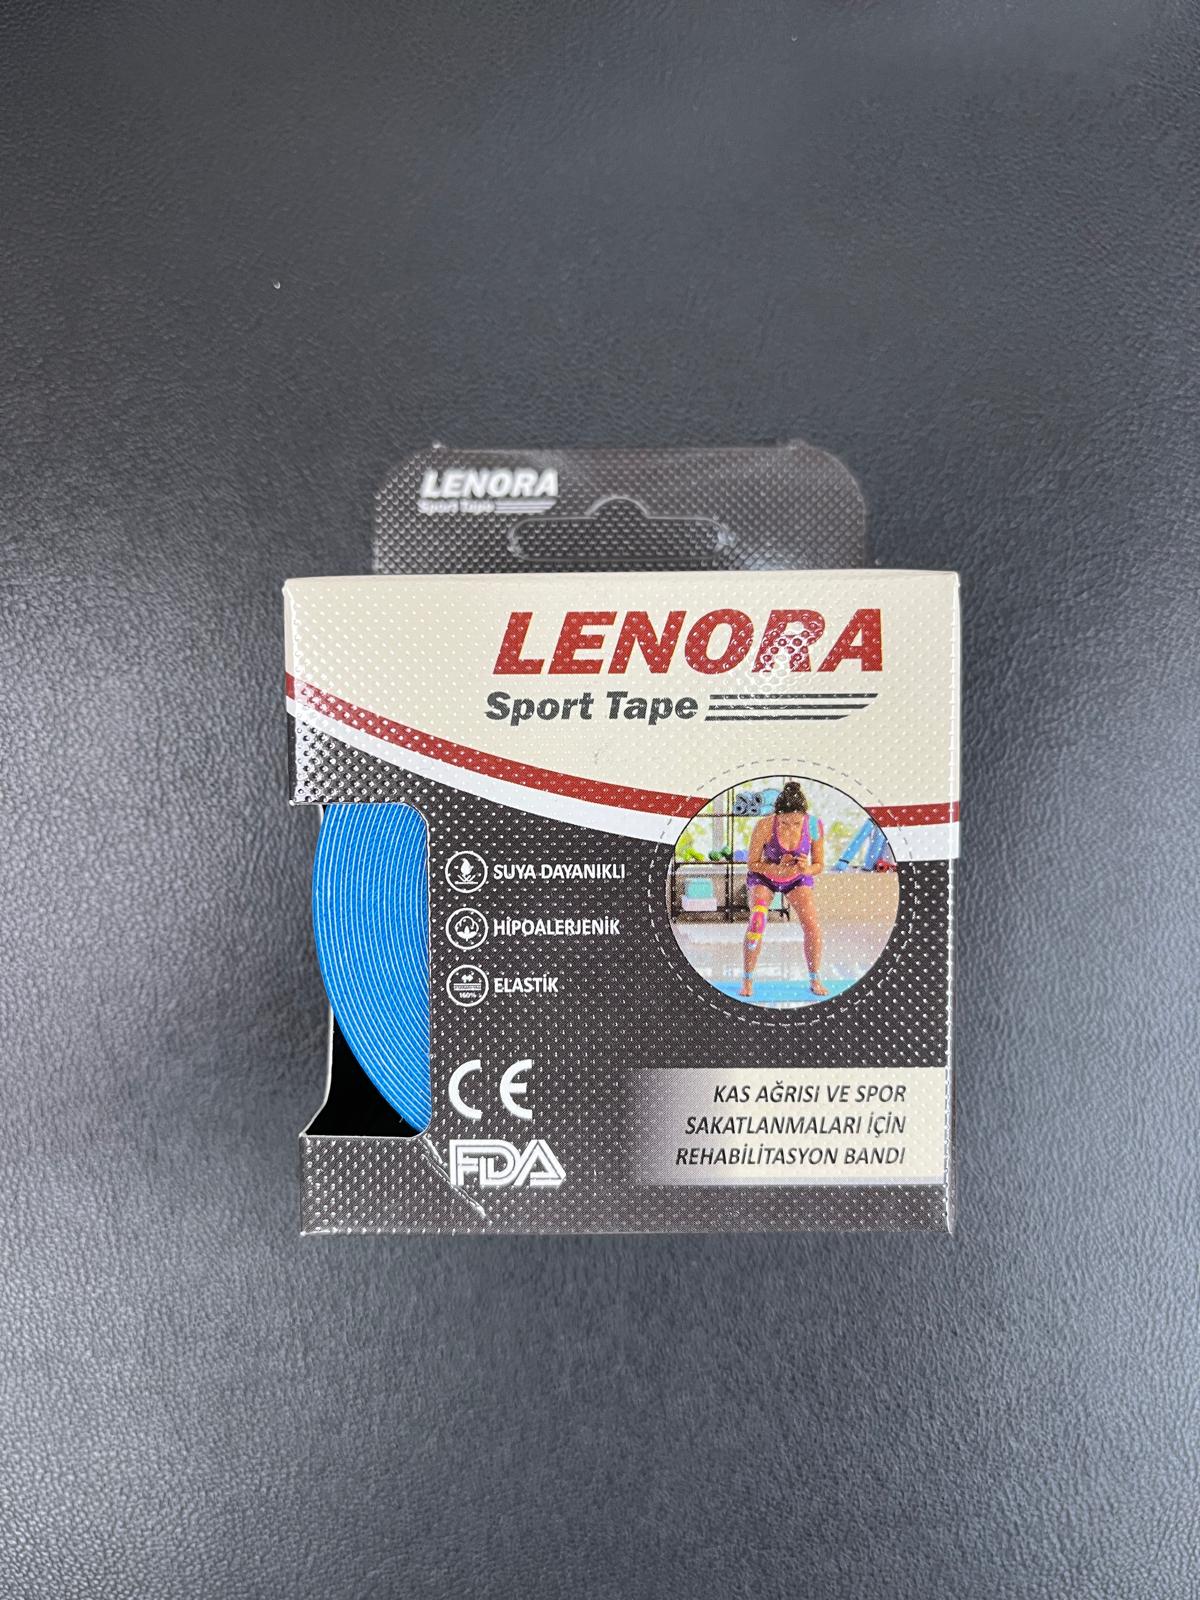 LENORA
Sport Tape
LENORA
Sport Tape
SUYA DAYANIKLI
HİPOALERJENİK
160%
ELASTİK
CE
FDA
KAS AĞRISI VE SPOR
SAKATLANMALARI İÇİN
REHABİLİTASYON BANDI